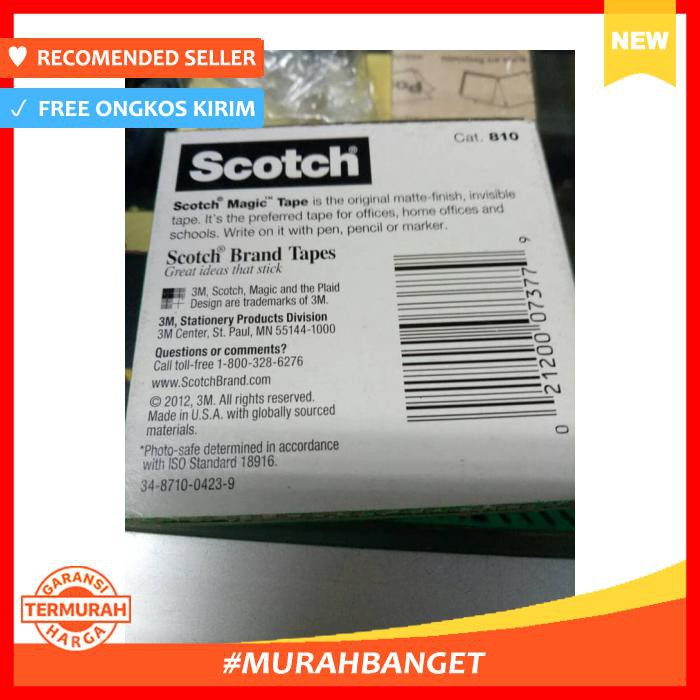 NEW
RECOMENDED SELLER
✓ FREE ONGKOS KIRIM
Scotch®
Cat. 810
Scotch® Magic™ Tape is the original matte-finish, invisible
tape. It's the preferred tape for offices, home offices and
schools. Write on it with pen, pencil or marker.
Scotch® Brand Tapes
Great ideas that stick
3M, Scotch, Magic and the Plaid
Design are trademarks of 3M.
3M, Stationery Products Division
3M Center, St. Paul, MN 55144-1000
Questions or comments?
Call toll-free 1-800-328-6276
www.ScotchBrand.com
© 2012, 3M. All rights reserved.
Made in U.S.A. with globally sourced
materials.
*Photo-safe determined in accordance
with ISO Standard 18916.
34-8710-0423-9
0 21200 07377 9
GARANSI
TERMURAH
HARGA
#MURAHBANGET